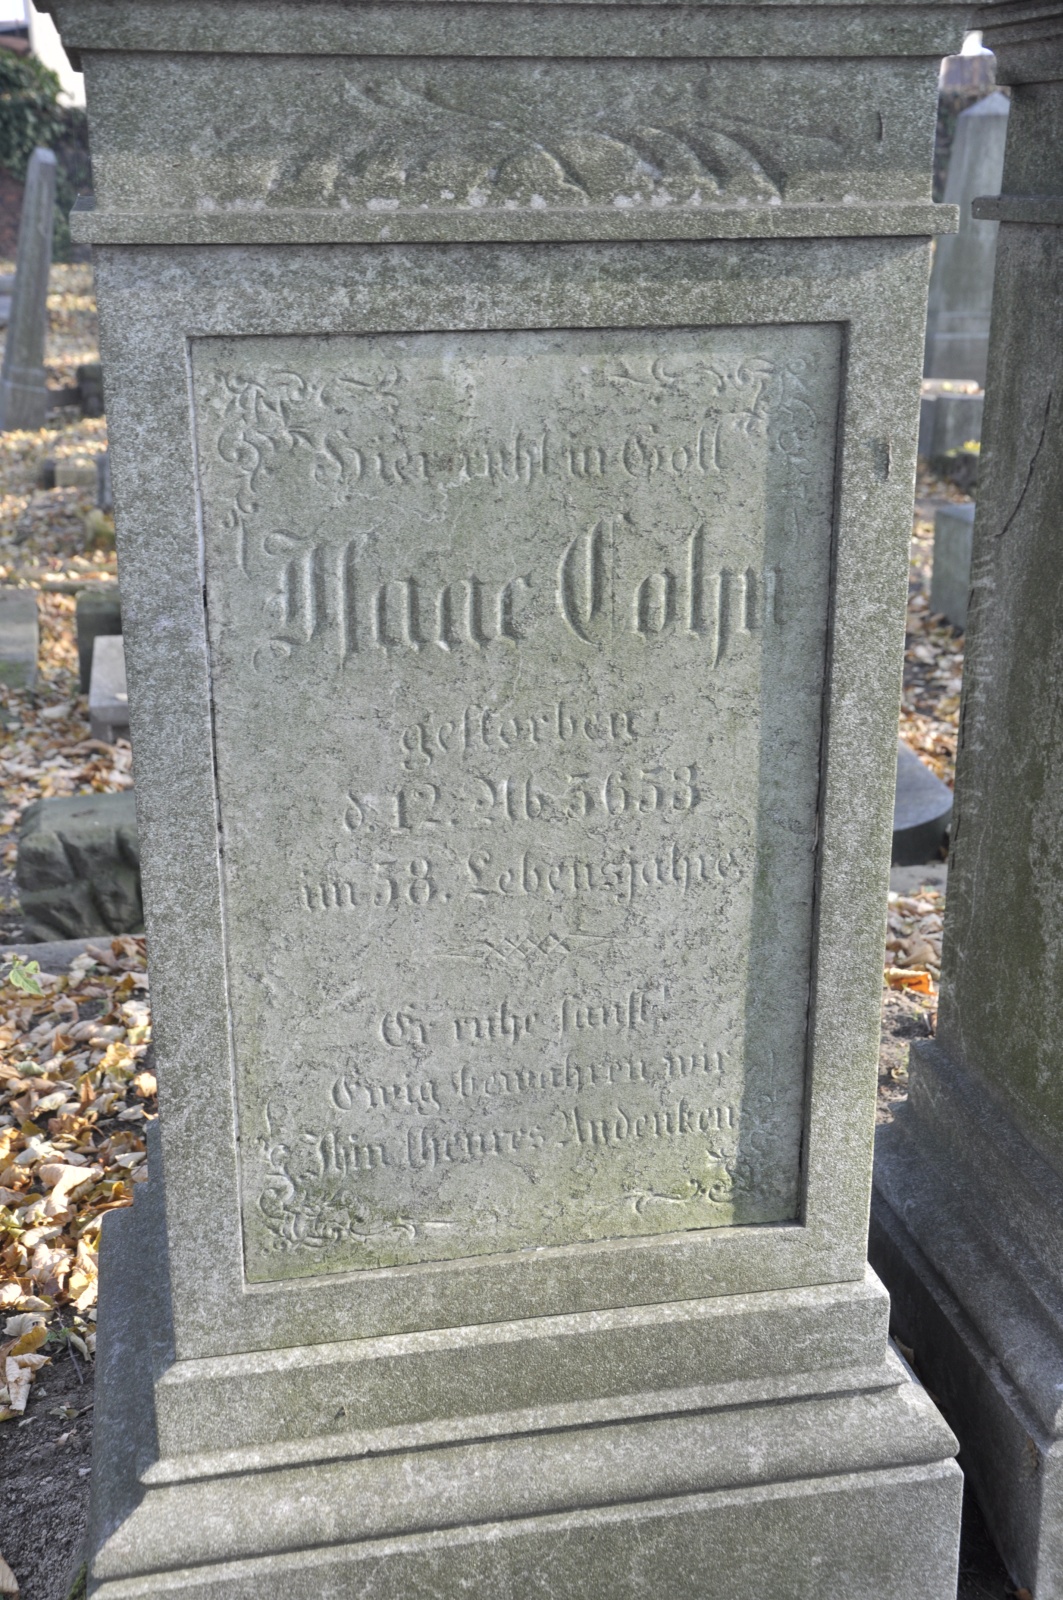 Hier ruht in Gott
Isaac Cohn
gestorben
d. 12. Ab 5653
im 58. Lebensjahre
Er ruhe sanft.
Ewig bewahren wir
Ihm theures Andenken